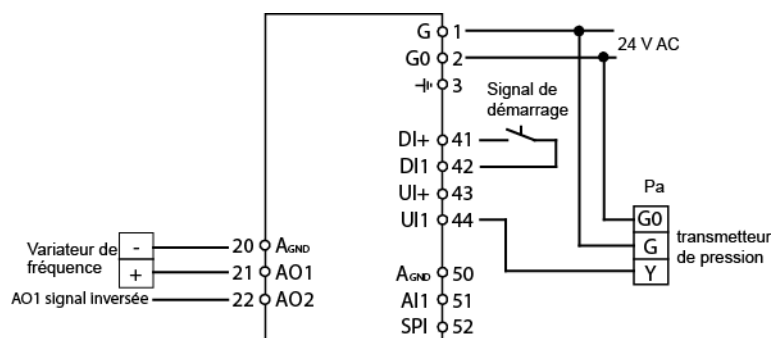 G 1
24 V AC
G0 2
3
Signal de
démarrage
DI+ 41
DI1 42
UI+ 43
UI1 44
Pa
G0
G
Y
transmetteur
de pression
Variateur de
fréquence
-
+
20 AGND
21 AO1
AO1 signal inversée
22 AO2
AGND 50
AI1 51
SPI 52